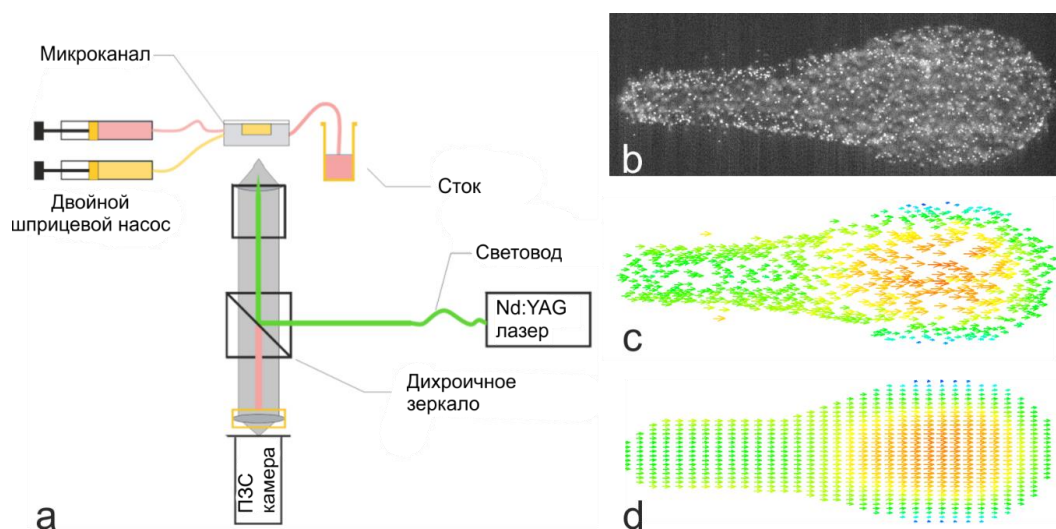 Микроканал
Двойной
шприцевой насос
Сток
Световод
Nd:YAG
лазер
Дихроичное
зеркало
ПЗС
камера
a
b
c
d